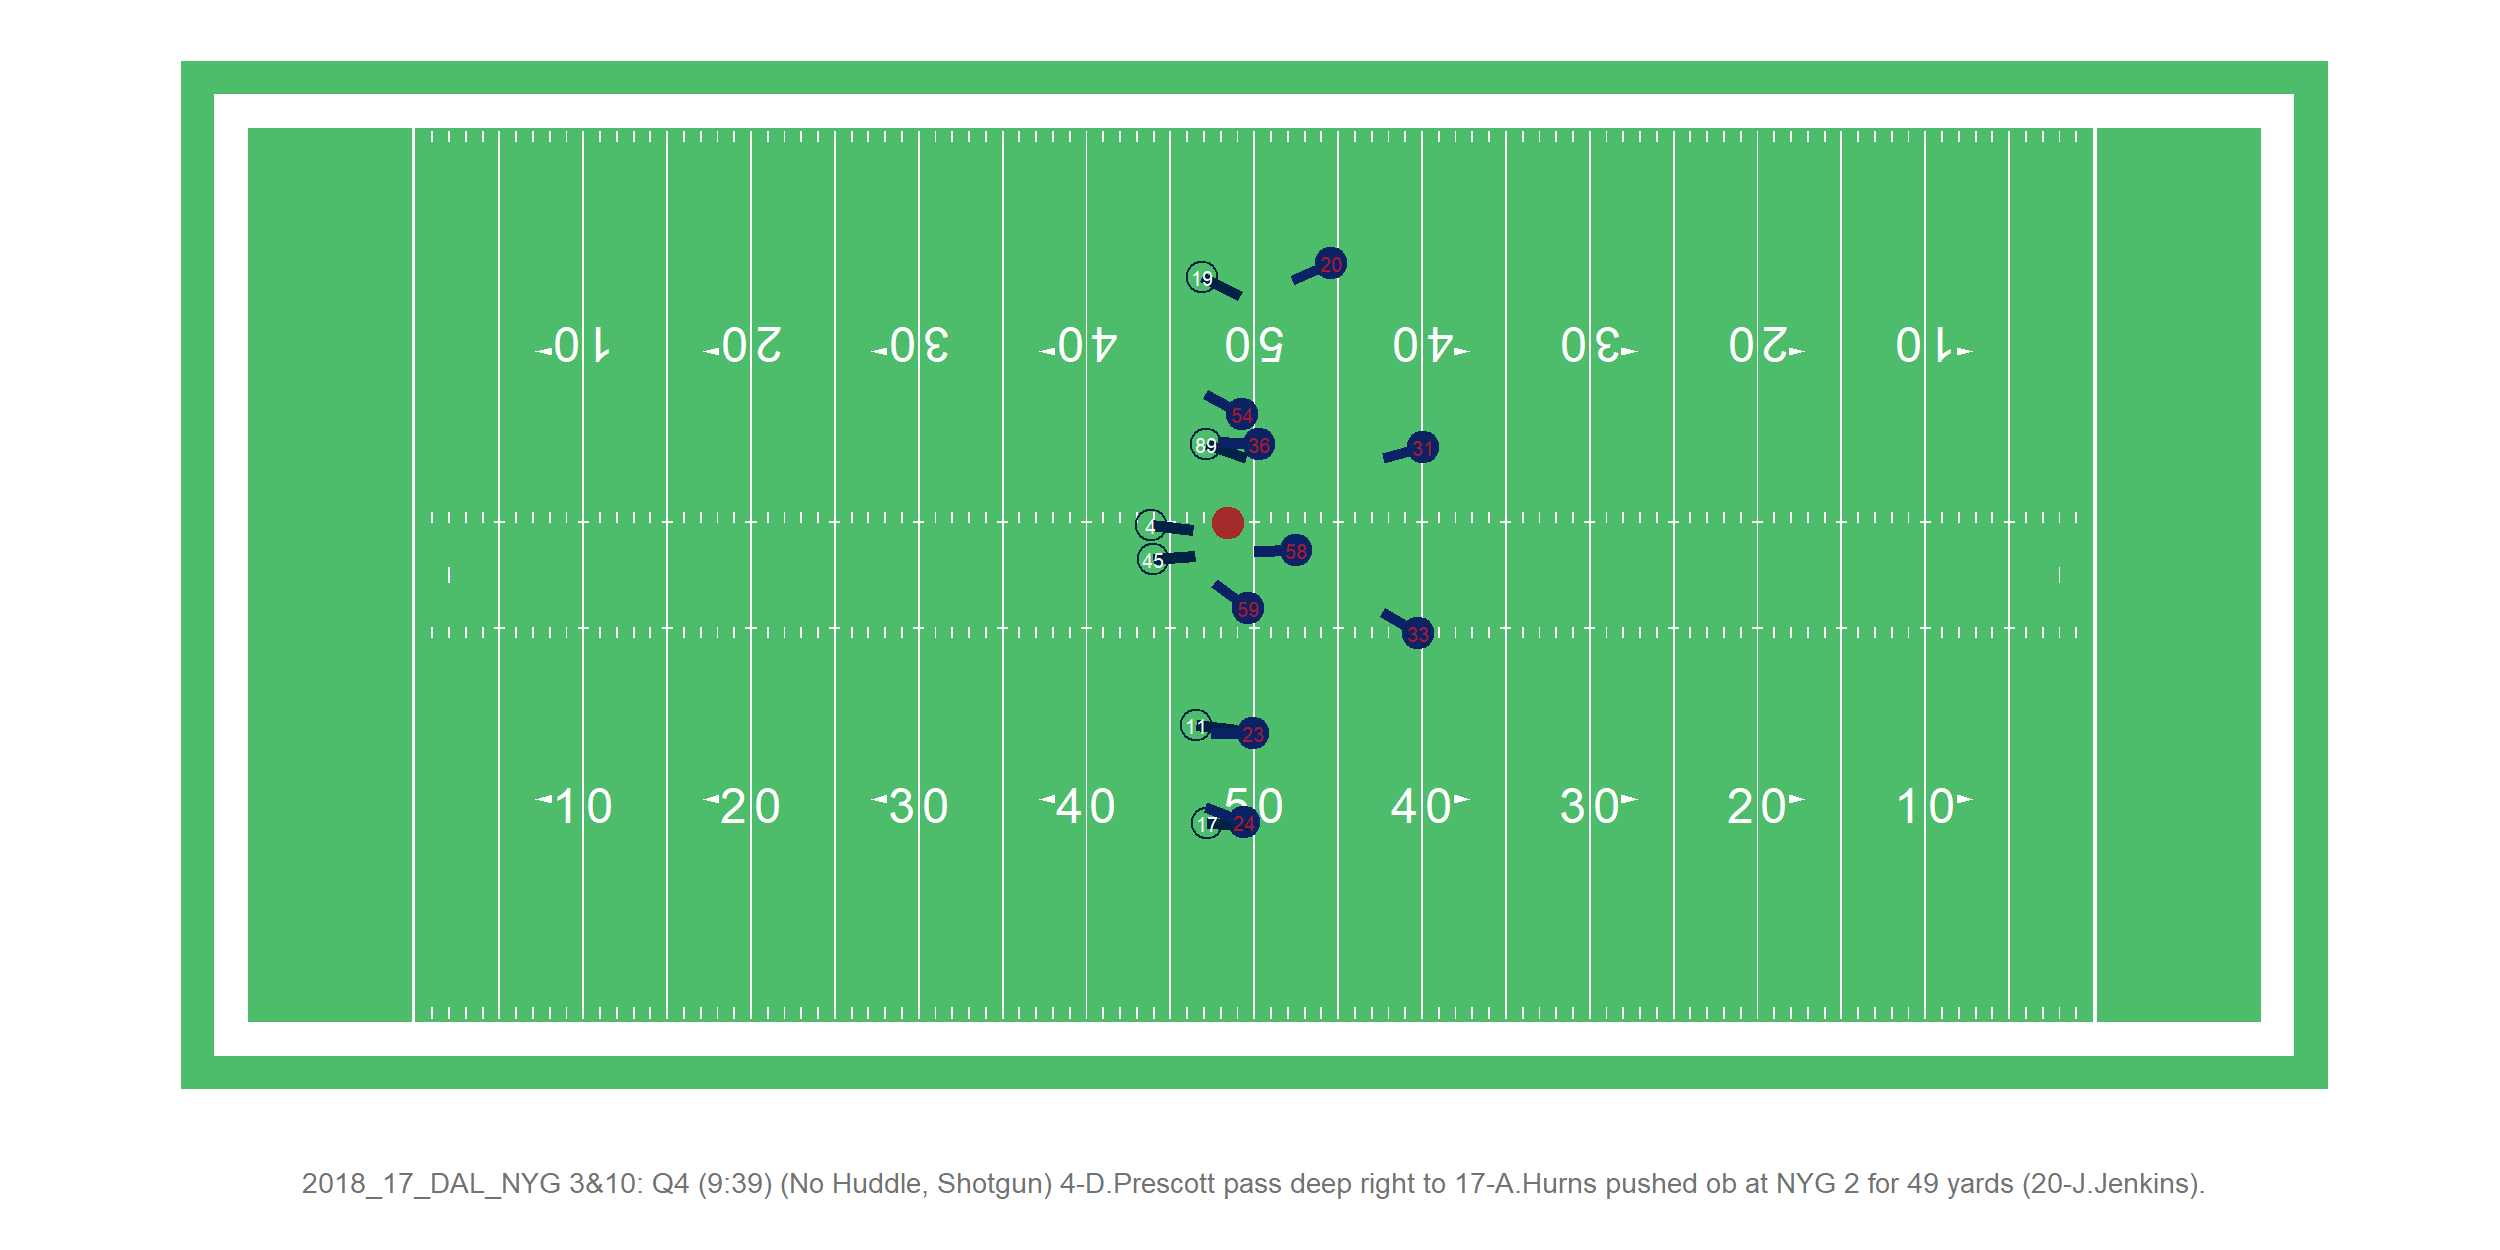 19
20
10 20 30 40 50 40 30 20 10
54
89 36 31
4
58
45
59
33
11 23
10 20 30 40 50 40 30 20 10
17 24
2018_17_DAL_NYG 3&10: Q4 (9:39) (No Huddle, Shotgun) 4-D.Prescott pass deep right to 17-A.Hurns pushed ob at NYG 2 for 49 yards (20-J.Jenkins).